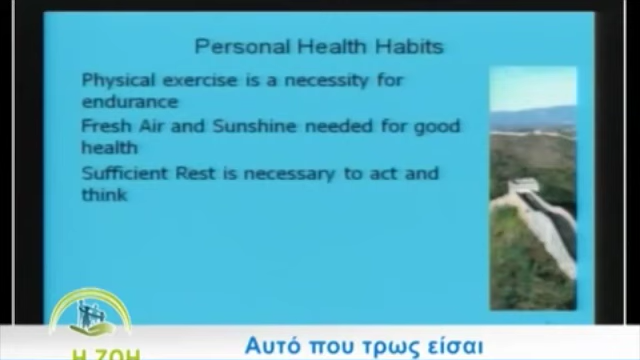 Personal Health Habits
Physical exercise is a necessity for
endurance
Fresh Air and Sunshine needed for good
health
Sufficient Rest is necessary to act and
think
Η ΖΩΗ
Αυτό που τρως είσαι